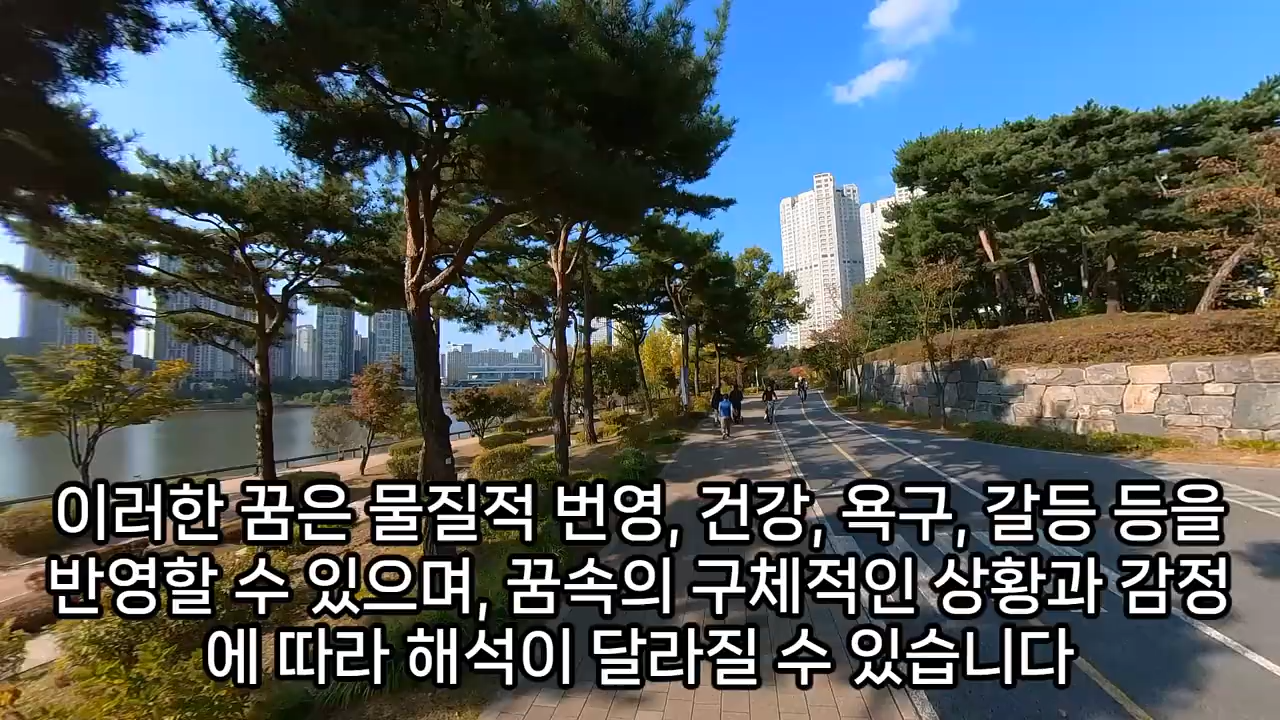 이러한 꿈은 물질적 번영, 건강, 욕구, 갈등 등을
반영할 수 있으며, 꿈속의 구체적인 상황과 감정
에 따라 해석이 달라질 수 있습니다